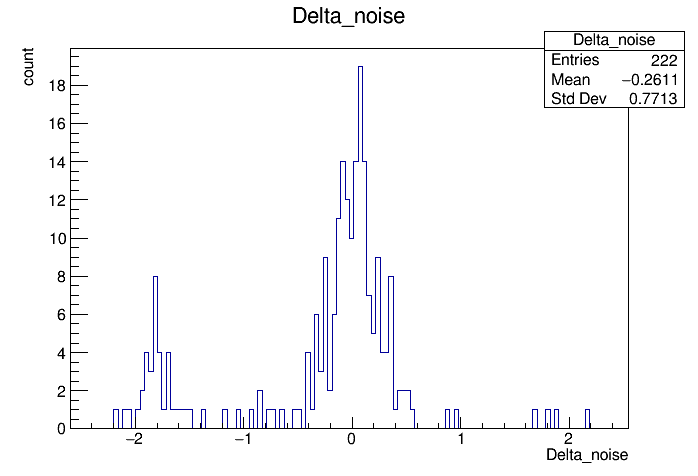 Delta_noise
Delta_noise
Entries 222
Mean −0.2611
Std Dev 0.7713
count
18
16
14
12
10
8
6
4
2
0
−2 −1 0 1 2
Delta_noise